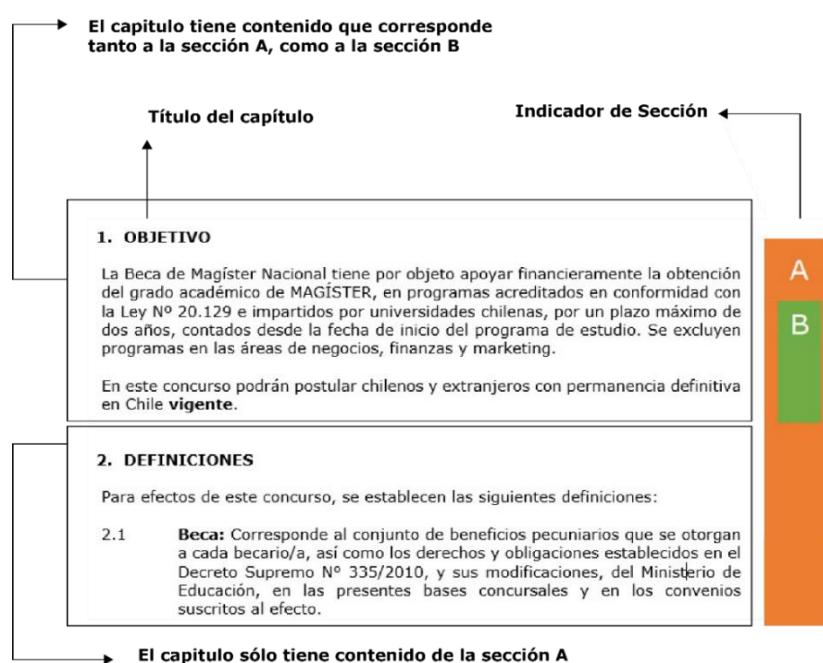 El capitulo tiene contenido que corresponde
tanto a la sección A, como a la sección B
Título del capítulo
Indicador de Sección
1. OBJETIVO
La Beca de Magíster Nacional tiene por objeto apoyar financieramente la obtención
del grado académico de MAGÍSTER, en programas acreditados en conformidad con
la Ley Nº 20.129 e impartidos por universidades chilenas, por un plazo máximo de
dos años, contados desde la fecha de inicio del programa de estudio. Se excluyen
programas en las áreas de negocios, finanzas y marketing.
En este concurso podrán postular chilenos y extranjeros con permanencia definitiva
en Chile vigente.
A
B
2. DEFINICIONES
Para efectos de este concurso, se establecen las siguientes definiciones:
2.1 Beca: Corresponde al conjunto de beneficios pecuniarios que se otorgan
a cada becario/a, así como los derechos y obligaciones establecidos en el
Decreto Supremo Nº 335/2010, y sus modificaciones, del Ministerio de
Educación, en las presentes bases concursales y en los convenios
suscritos al efecto.
El capitulo sólo tiene contenido de la sección A